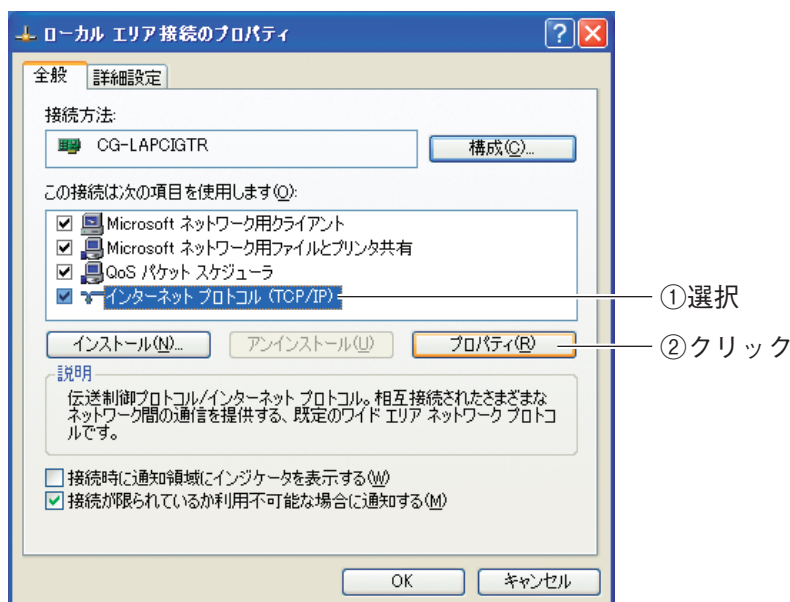 ローカル エリア接続のプロパティ
全般
詳細設定
接続方法:
CG-LAPCIGTR
構成(C)...
この接続は次の項目を使用します(O):
Microsoft ネットワーク用クライアント
Microsoft ネットワーク用ファイルとプリンタ共有
QoS パケット スケジューラ
インターネット プロトコル (TCP/IP)
①選択
インストール(N)...
アンインストール(U)
プロパティ(R)
②クリック
説明
伝送制御プロトコル/インターネット プロトコル。相互接続されたさまざまな
ネットワーク間の通信を提供する、既定のワイド エリア ネットワーク プロトコ
ルです。
接続時に通知領域にインジケータを表示する(W)
接続が限られているか利用不可能な場合に通知する(M)
OK
キャンセル